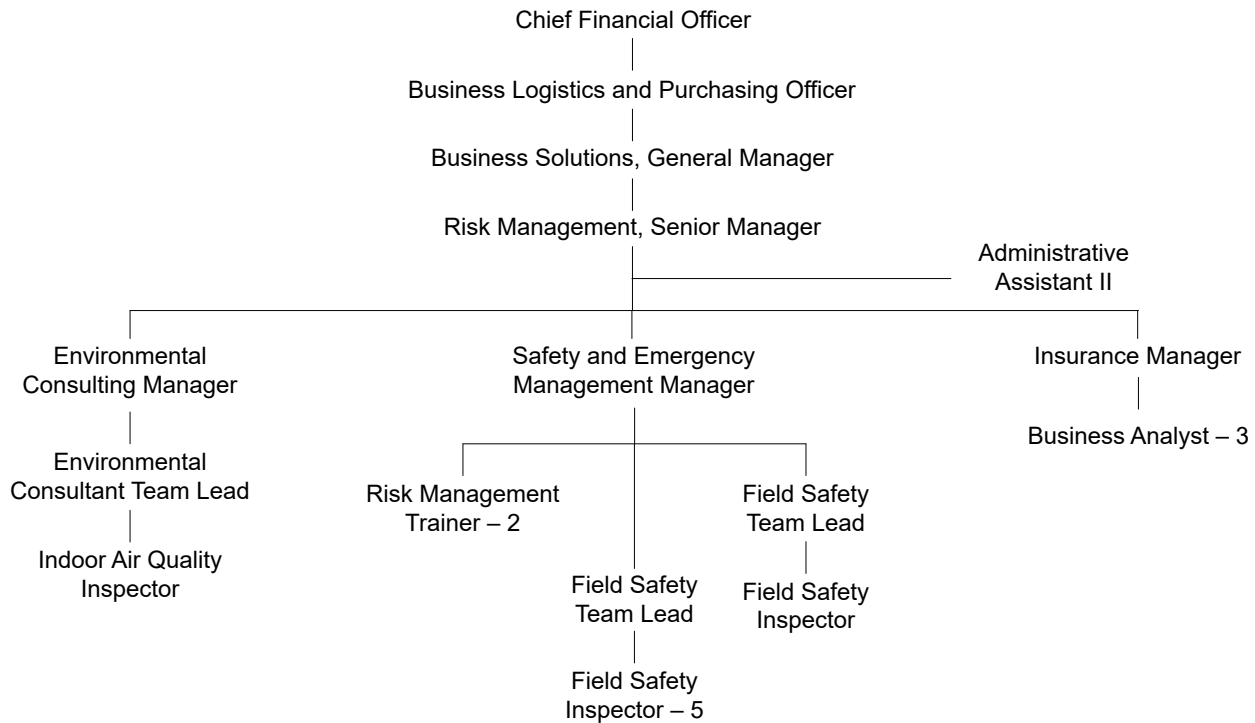 Chief Financial Officer
Business Logistics and Purchasing Officer
Business Solutions, General Manager
Risk Management, Senior Manager
Administrative
Assistant II
Environmental
Consulting Manager
Safety and Emergency
Management Manager
Insurance Manager
Business Analyst – 3
Environmental
Consultant Team Lead
Risk Management
Trainer – 2
Field Safety
Team Lead
Indoor Air Quality
Inspector
Field Safety
Team Lead
Field Safety
Inspector
Field Safety
Inspector – 5